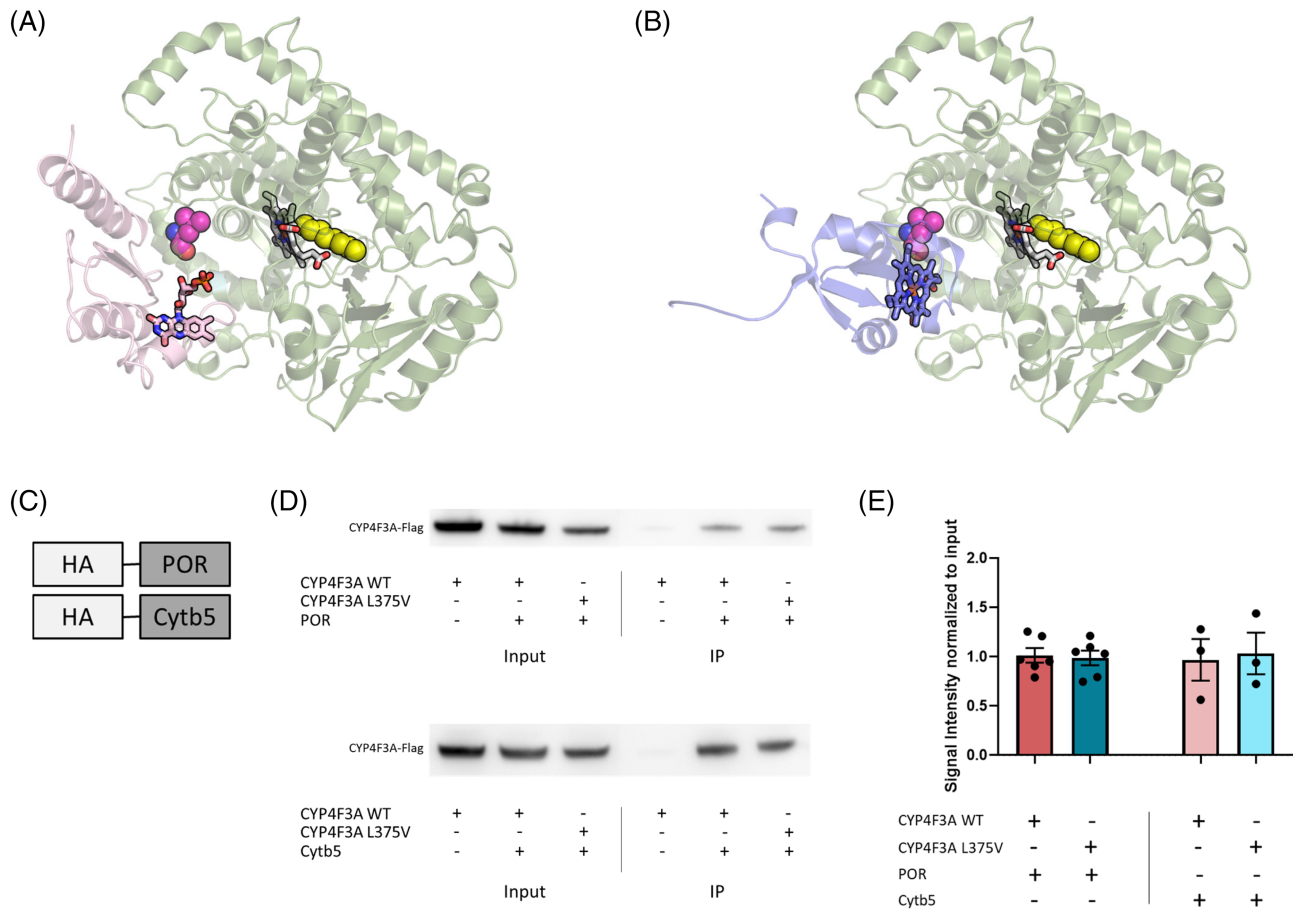 (A)
(B)
(C)
HA POR
HA Cytb5
(D)
CYP4F3A-Flag
CYP4F3A WT + + - + + -
CYP4F3A L375V - - + - - +
POR - + + - + +
Input IP
CYP4F3A-Flag
CYP4F3A WT + + - + + -
CYP4F3A L375V - - + - - +
Cytb5 - + + - + +
Input IP
(E)
Signal Intensity normalized to input
2.0
1.5
1.0
0.5
0.0
CYP4F3A WT + - + -
CYP4F3A L375V - + - +
POR + + - -
Cytb5 - - + +